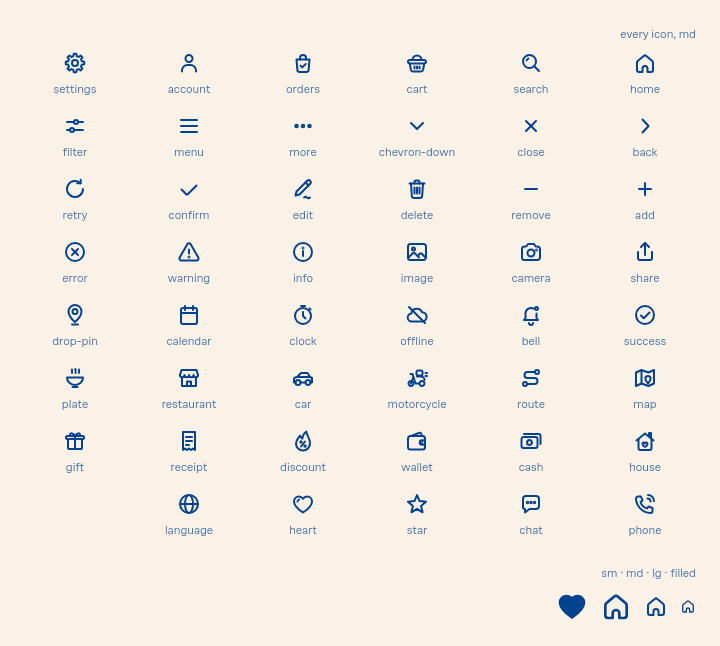 every icon, md
settings account orders cart search home
filter menu more chevron-down close back
retry confirm edit delete remove add
error warning info image camera share
drop-pin calendar clock offline bell success
plate restaurant car motorcycle route map
gift receipt discount wallet cash house
language heart star chat phone
sm · md · lg · filled